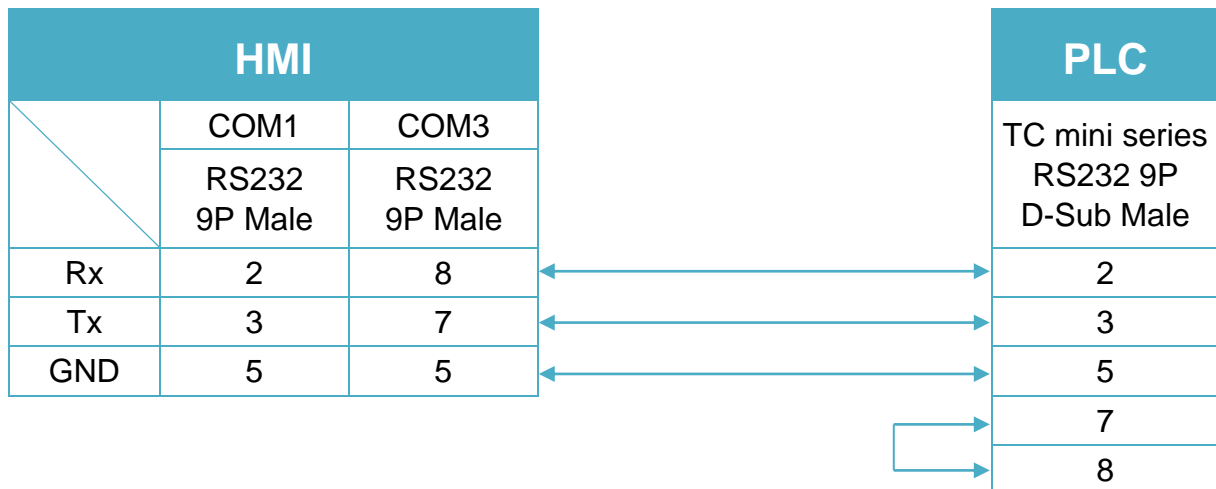 HMI PLC
COM1 COM3
TC mini series
RS232 9P
D-Sub Male
RS232
9P Male
RS232
9P Male
Rx 2 8 2
Tx 3 7 3
GND 5 5 5
7
8